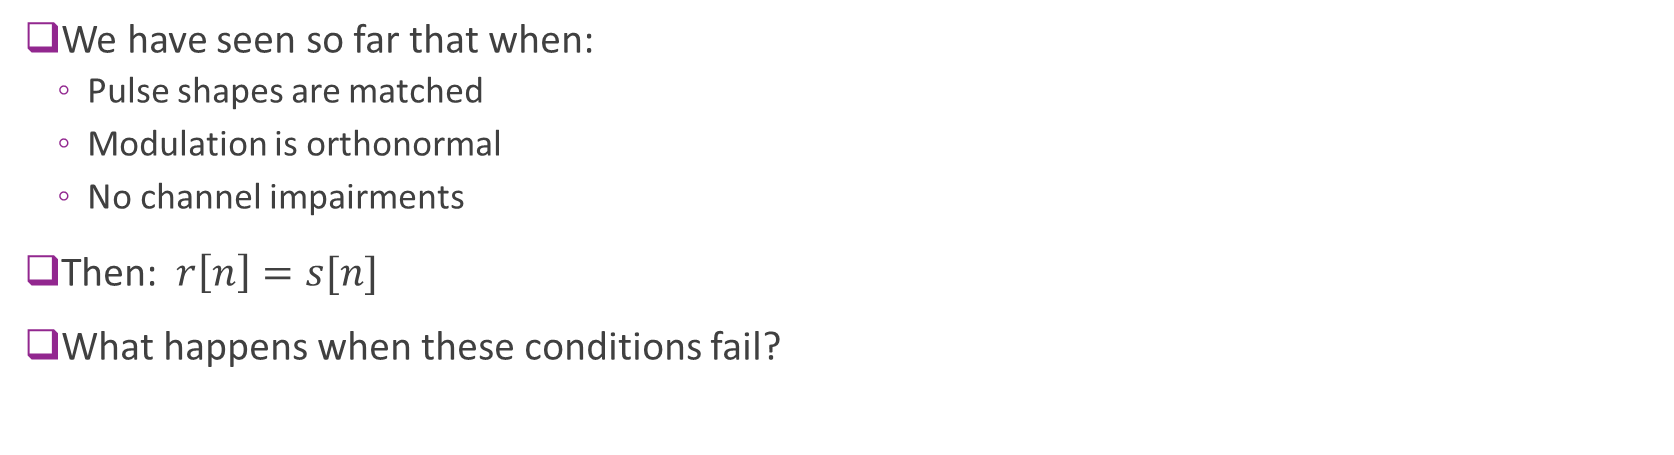 ❑We have seen so far that when:
◦ Pulse shapes are matched
◦ Modulation is orthonormal
◦ No channel impairments
❑Then: r[n] = s[n]
❑What happens when these conditions fail?